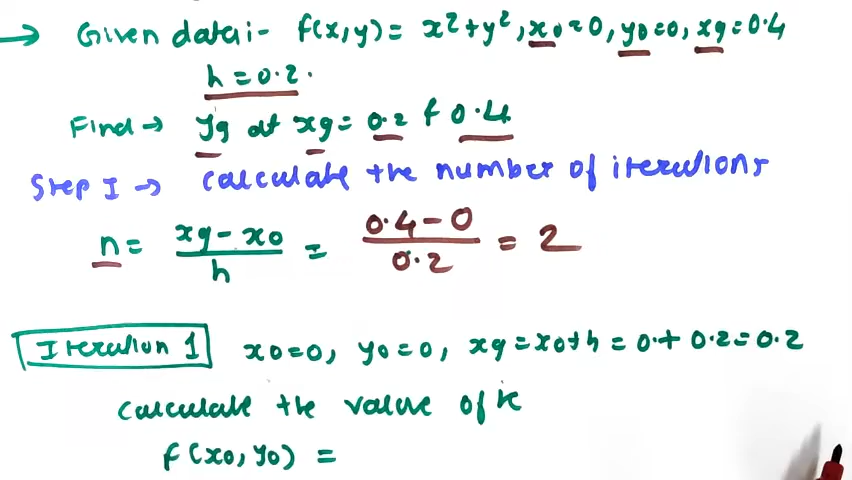 → Given data:- f(x,y) = x² + y², x0 = 0, y0 = 0, xg = 0.4
h = 0.2.
Find → yg at xg = 0.2 & 0.4
Step I → calculate the number of iterations
n = (xg - x0)/h = (0.4 - 0)/0.2 = 2
Iteration 1 x0 = 0, y0 = 0, xg = x0 + h = 0 + 0.2 = 0.2
calculate the value of k
f(x0, y0) =